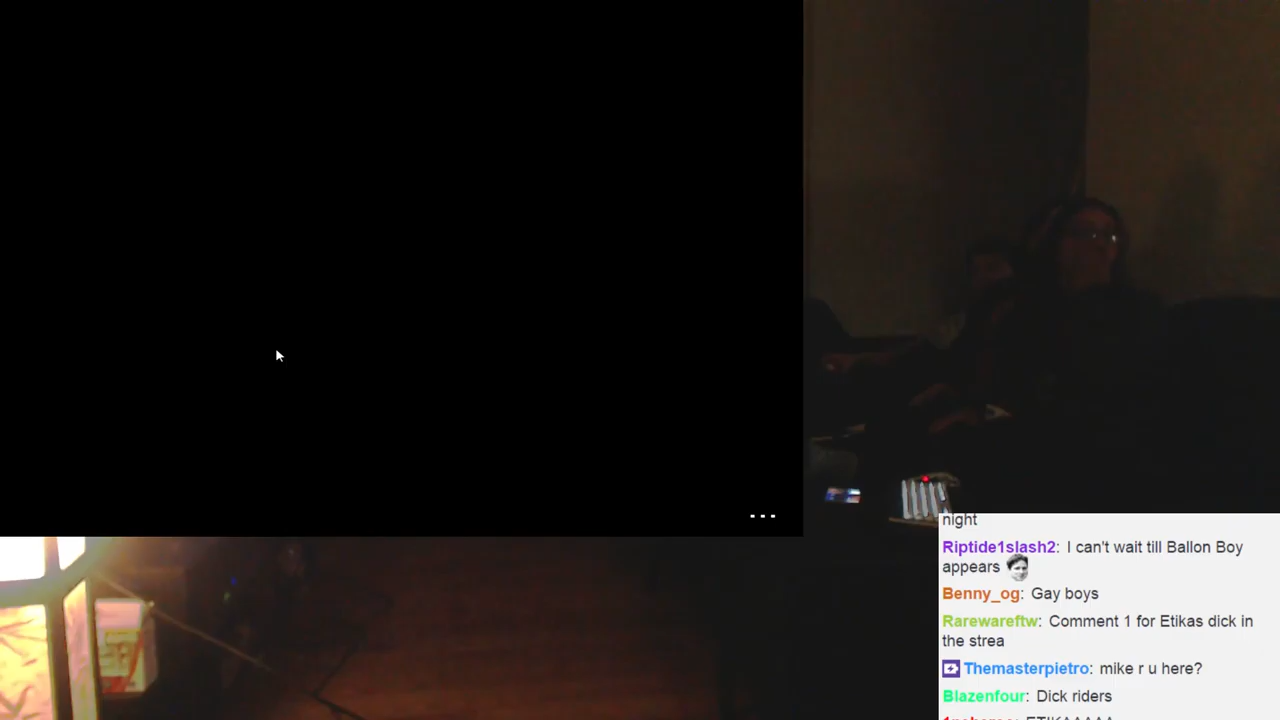 ...
night
Riptide1slash2: I can't wait till Ballon Boy
appears
Benny_og: Gay boys
Rarewareftw: Comment 1 for Etikas dick in
the strea
Themasterpietro: mike r u here?
Blazenfour: Dick riders